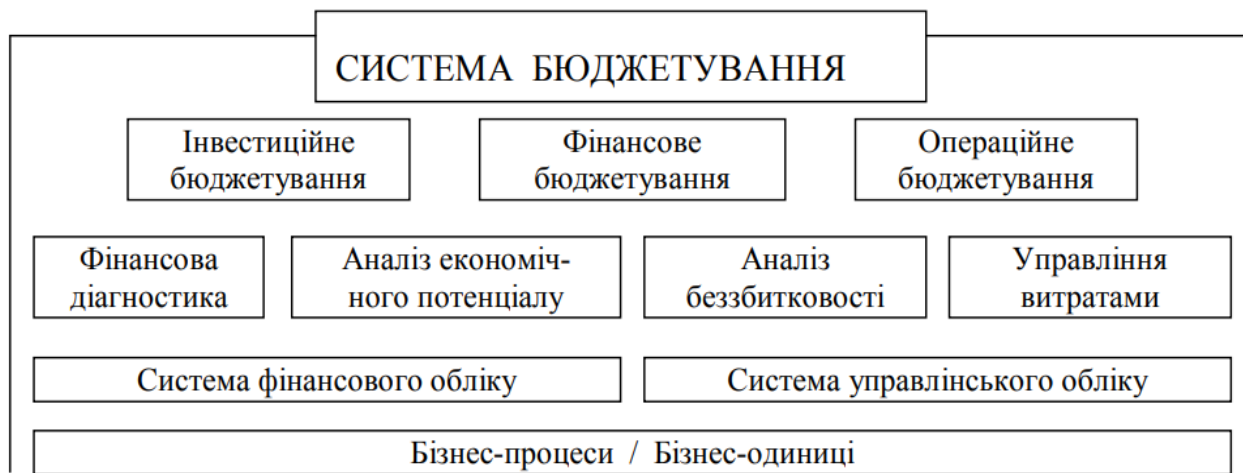 СИСТЕМА БЮДЖЕТУВАННЯ
Інвестиційне
бюджетування
Фінансове
бюджетування
Операційне
бюджетування
Фінансова
діагностика
Аналіз економіч-
ного потенціалу
Аналіз
беззбитковості
Управління
витратами
Система фінансового обліку
Система управлінського обліку
Бізнес-процеси / Бізнес-одиниці